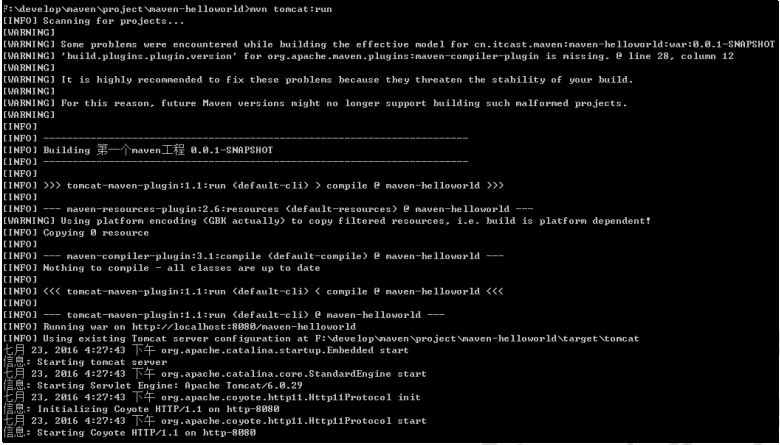 F:\develop\maven\project\maven-helloworld>mvn tomcat:run
[INFO] Scanning for projects...
[WARNING]
[WARNING] Some problems were encountered while building the effective model for cn.itcast.maven:maven-helloworld:war:0.0.1-SNAPSHOT
[WARNING] 'build.plugins.plugin.version' for org.apache.maven.plugins:maven-compiler-plugin is missing. @ line 28, column 12
[WARNING]
[WARNING] It is highly recommended to fix these problems because they threaten the stability of your build.
[WARNING]
[WARNING] For this reason, future Maven versions might no longer support building such malformed projects.
[WARNING]
[INFO]
[INFO] ------------------------------------------------------------------------
[INFO] Building 第一个maven工程 0.0.1-SNAPSHOT
[INFO] ------------------------------------------------------------------------
[INFO]
[INFO] >>> tomcat-maven-plugin:1.1:run (default-cli) > compile @ maven-helloworld >>>
[INFO]
[INFO] --- maven-resources-plugin:2.6:resources (default-resources) @ maven-helloworld ---
[WARNING] Using platform encoding (GBK actually) to copy filtered resources, i.e. build is platform dependent!
[INFO] Copying 0 resource
[INFO]
[INFO] --- maven-compiler-plugin:3.1:compile (default-compile) @ maven-helloworld ---
[INFO] Nothing to compile - all classes are up to date
[INFO]
[INFO] <<< tomcat-maven-plugin:1.1:run (default-cli) < compile @ maven-helloworld <<<
[INFO]
[INFO] --- tomcat-maven-plugin:1.1:run (default-cli) @ maven-helloworld ---
[INFO] Running war on http://localhost:8080/maven-helloworld
[INFO] Using existing Tomcat server configuration at F:\develop\maven\project\maven-helloworld\target\tomcat
七月 23, 2016 4:27:43 下午 org.apache.catalina.startup.Embedded start
信息: Starting tomcat server
七月 23, 2016 4:27:43 下午 org.apache.catalina.core.StandardEngine start
信息: Starting Servlet Engine: Apache Tomcat/6.0.29
七月 23, 2016 4:27:43 下午 org.apache.coyote.http11.Http11Protocol init
信息: Initializing Coyote HTTP/1.1 on http-8080
七月 23, 2016 4:27:43 下午 org.apache.coyote.http11.Http11Protocol start
信息: Starting Coyote HTTP/1.1 on http-8080